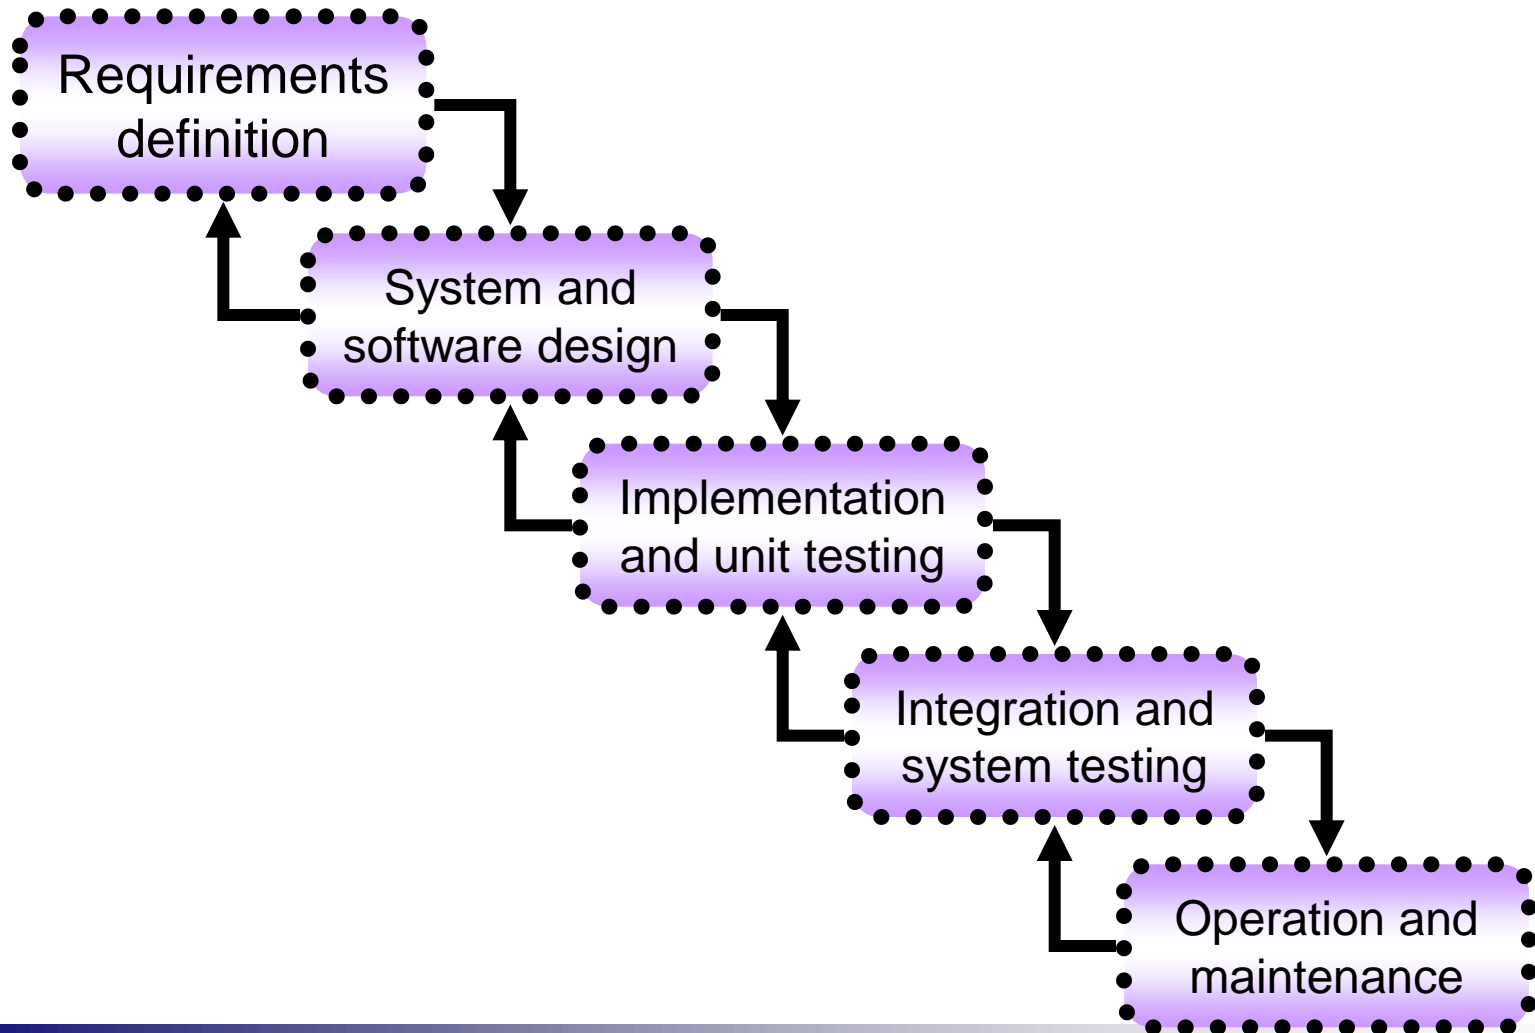 Requirements
definition
System and
software design
Implementation
and unit testing
Integration and
system testing
Operation and
maintenance